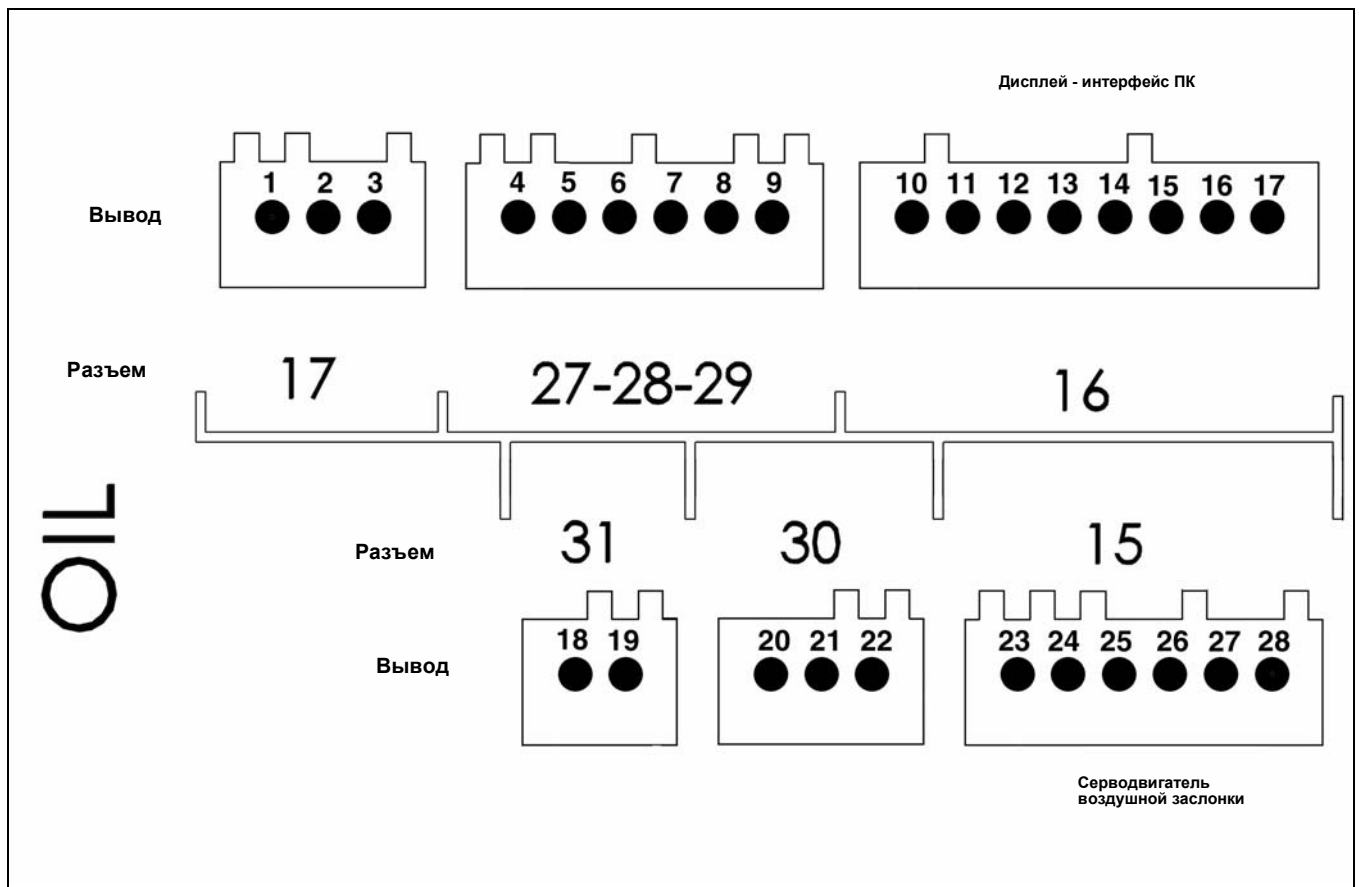 Дисплей - интерфейс ПК
1 2 3 4 5 6 7 8 9 10 11 12 13 14 15 16 17
Вывод
Разъем 17 27-28-29 16
OIL
Разъем 31 30 15
18 19 20 21 22 23 24 25 26 27 28
Вывод
Серводвигатель
воздушной заслонки